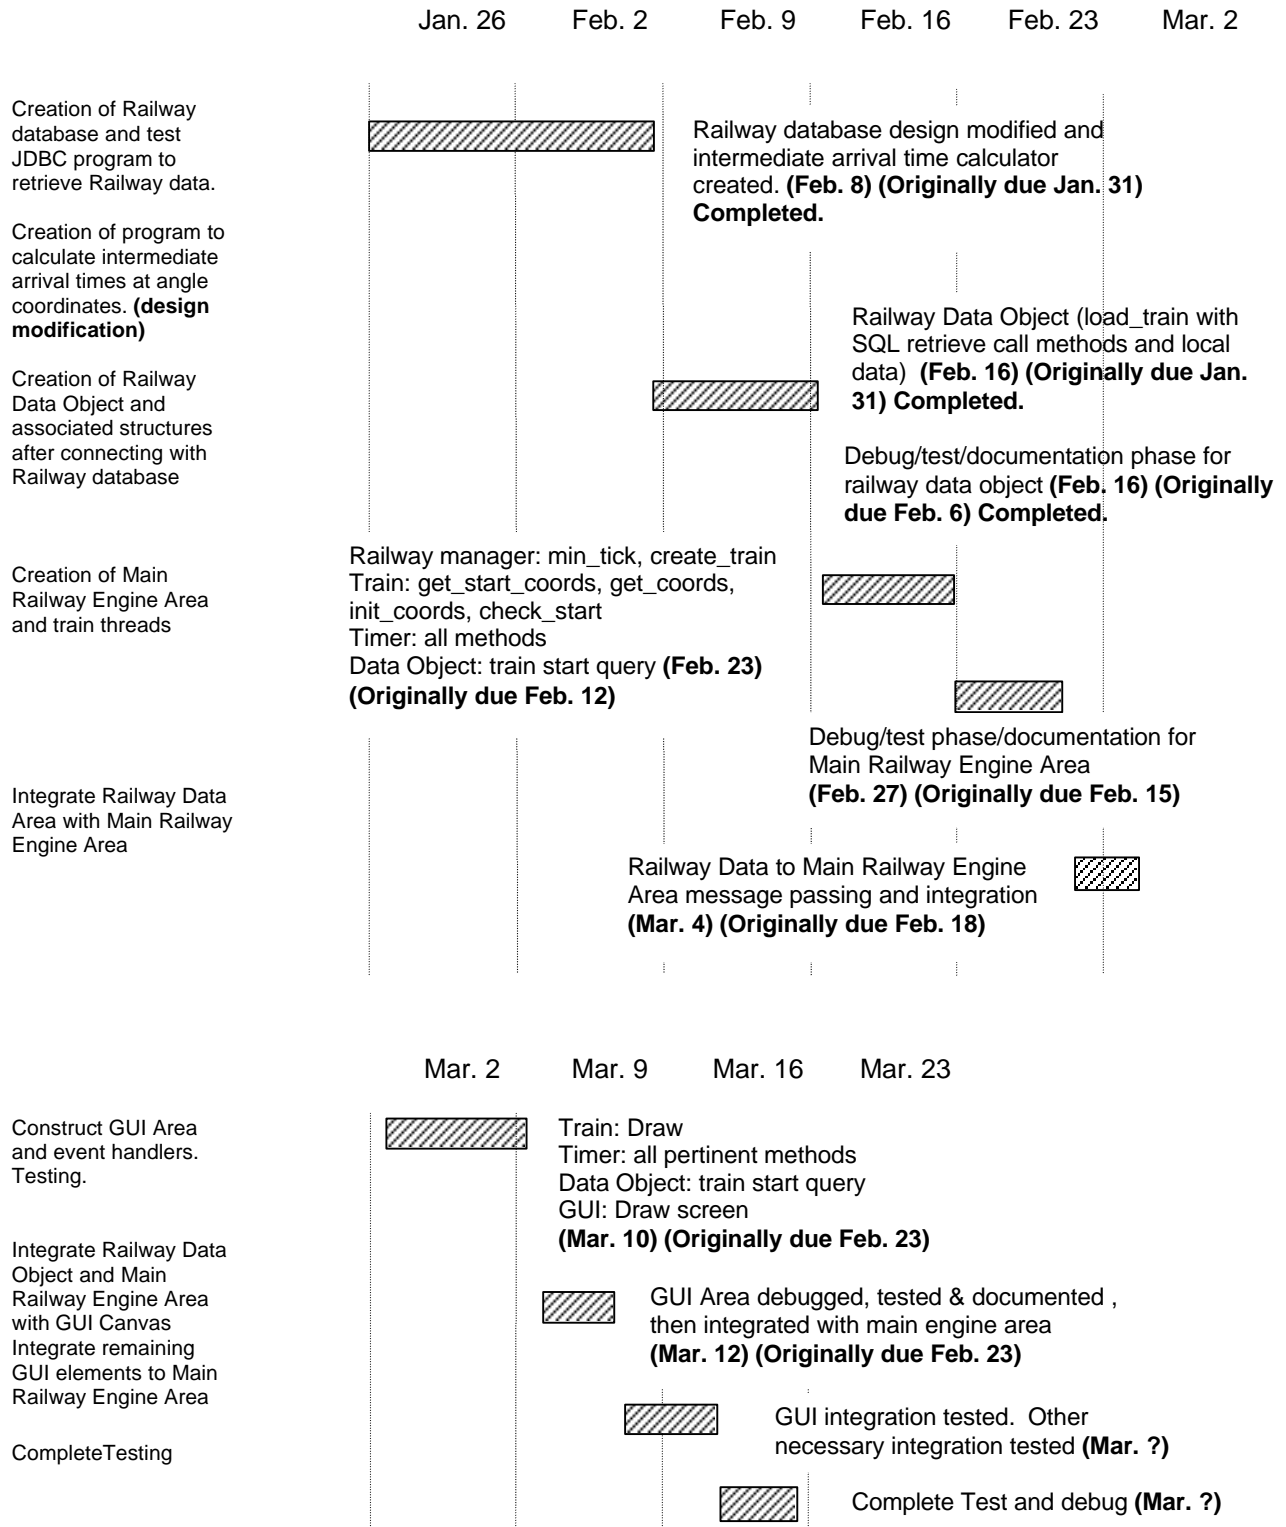 Jan. 26 Feb. 2 Feb. 9 Feb. 16 Feb. 23 Mar. 2
Creation of Railway
database and test
JDBC program to
retrieve Railway data.
Railway database design modified and
intermediate arrival time calculator
created. (Feb. 8) (Originally due Jan. 31)
Completed.
Creation of program to
calculate intermediate
arrival times at angle
coordinates. (design
modification)
Railway Data Object (load_train with
SQL retrieve call methods and local
data) (Feb. 16) (Originally due Jan.
31) Completed.
Creation of Railway
Data Object and
associated structures
after connecting with
Railway database
Debug/test/documentation phase for
railway data object (Feb. 16) (Originally
due Feb. 6) Completed.
Creation of Main
Railway Engine Area
and train threads
Railway manager: min_tick, create_train
Train: get_start_coords, get_coords,
init_coords, check_start
Timer: all methods
Data Object: train start query (Feb. 23)
(Originally due Feb. 12)
Debug/test phase/documentation for
Main Railway Engine Area
(Feb. 27) (Originally due Feb. 15)
Integrate Railway Data
Area with Main Railway
Engine Area
Railway Data to Main Railway Engine
Area message passing and integration
(Mar. 4) (Originally due Feb. 18)
Mar. 2 Mar. 9 Mar. 16 Mar. 23
Construct GUI Area
and event handlers.
Testing.
Train: Draw
Timer: all pertinent methods
Data Object: train start query
GUI: Draw screen
(Mar. 10) (Originally due Feb. 23)
Integrate Railway Data
Object and Main
Railway Engine Area
with GUI Canvas
Integrate remaining
GUI elements to Main
Railway Engine Area
GUI Area debugged, tested & documented ,
then integrated with main engine area
(Mar. 12) (Originally due Feb. 23)
GUI integration tested. Other
necessary integration tested (Mar. ?)
CompleteTesting
Complete Test and debug (Mar. ?)